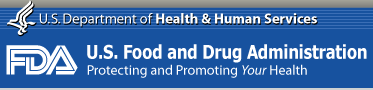 U.S. Department of Health & Human Services
FDA U.S. Food and Drug Administration
Protecting and Promoting Your Health